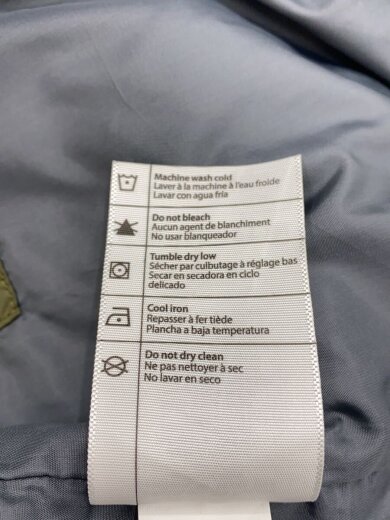 Machine wash cold
Laver à la machine à l'eau froide
Lavar con agua fria
Do not bleach
Aucun agent de blanchiment
No usar blanqueador
Tumble dry low
Sécher par culbutage à réglage bas
Secar en secadora en ciclo
delicado
Cool iron
Repasser à fer tiède
Plancha a baja temperatura
Do not dry clean
Ne pas nettoyer à sec
No lavar en seco